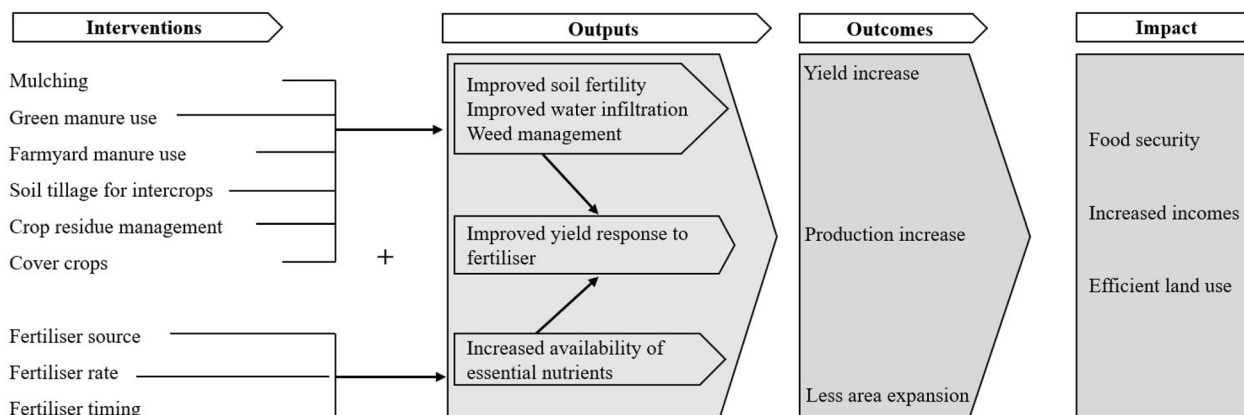 Interventions
Outputs
Outcomes
Impact
Mulching
Green manure use
Farmyard manure use
Soil tillage for intercrops
Crop residue management
Cover crops
+
Fertiliser source
Fertiliser rate
Fertiliser timing
Improved soil fertility
Improved water infiltration
Weed management
Improved yield response to
fertiliser
Increased availability of
essential nutrients
Yield increase
Production increase
Less area expansion
Food security
Increased incomes
Efficient land use